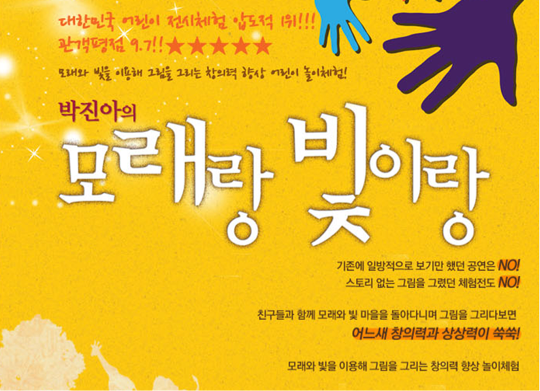 대한민국 어린이 전시체험 압도적 1위!!!
관객평점 9.7!!★★★★★
모래와 빛을 이용해 그림을 그리는 창의력 향상 어린이 놀이체험!
박진아의
모래랑 빛이랑
기존에 일방적으로 보기만 했던 공연은 NO!
스토리 없는 그림을 그렸던 체험전도 NO!
친구들과 함께 모래와 빛 마을을 돌아다니며 그림을 그리다보면
어느새 창의력과 상상력이 쑥쑥!
모래와 빛을 이용해 그림을 그리는 창의력 향상 놀이체험